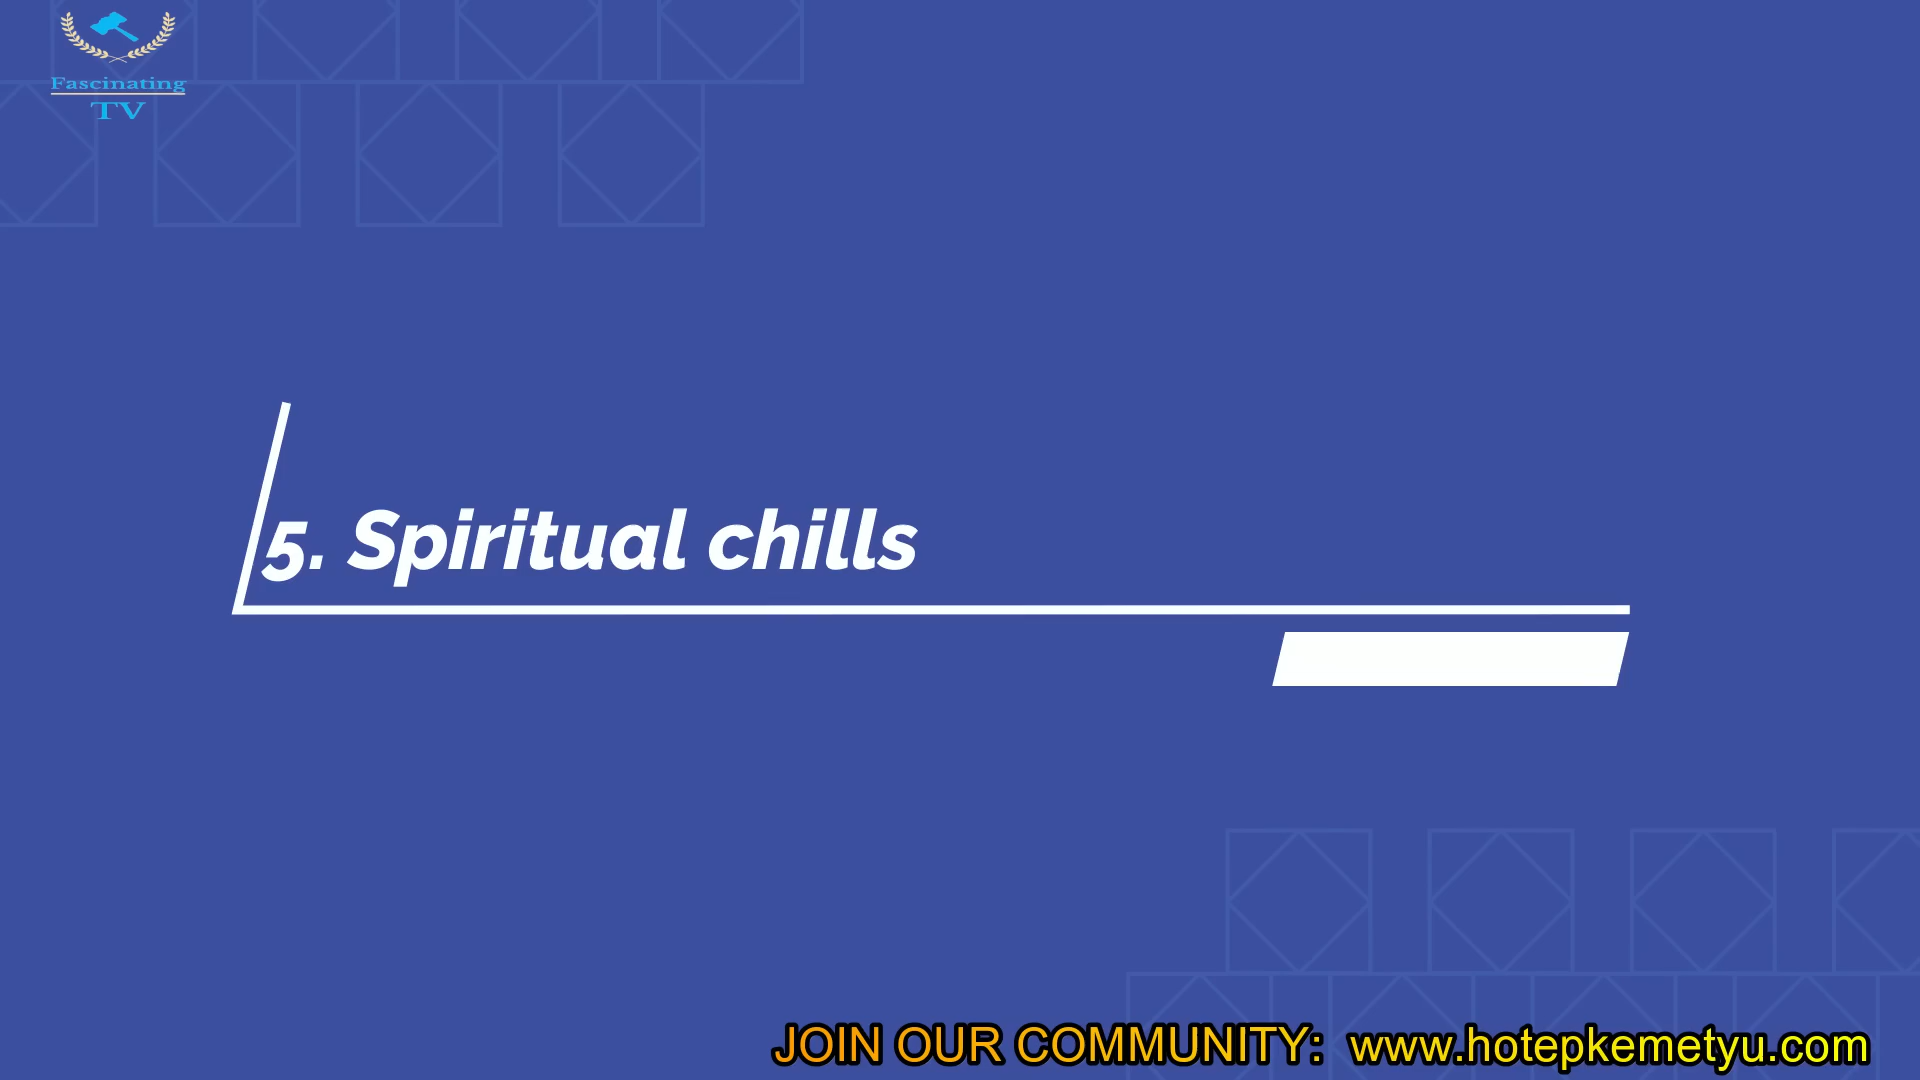 Fascinating
TV
5. Spiritual chills
JOIN OUR COMMUNITY: www.hotepkemetyu.com